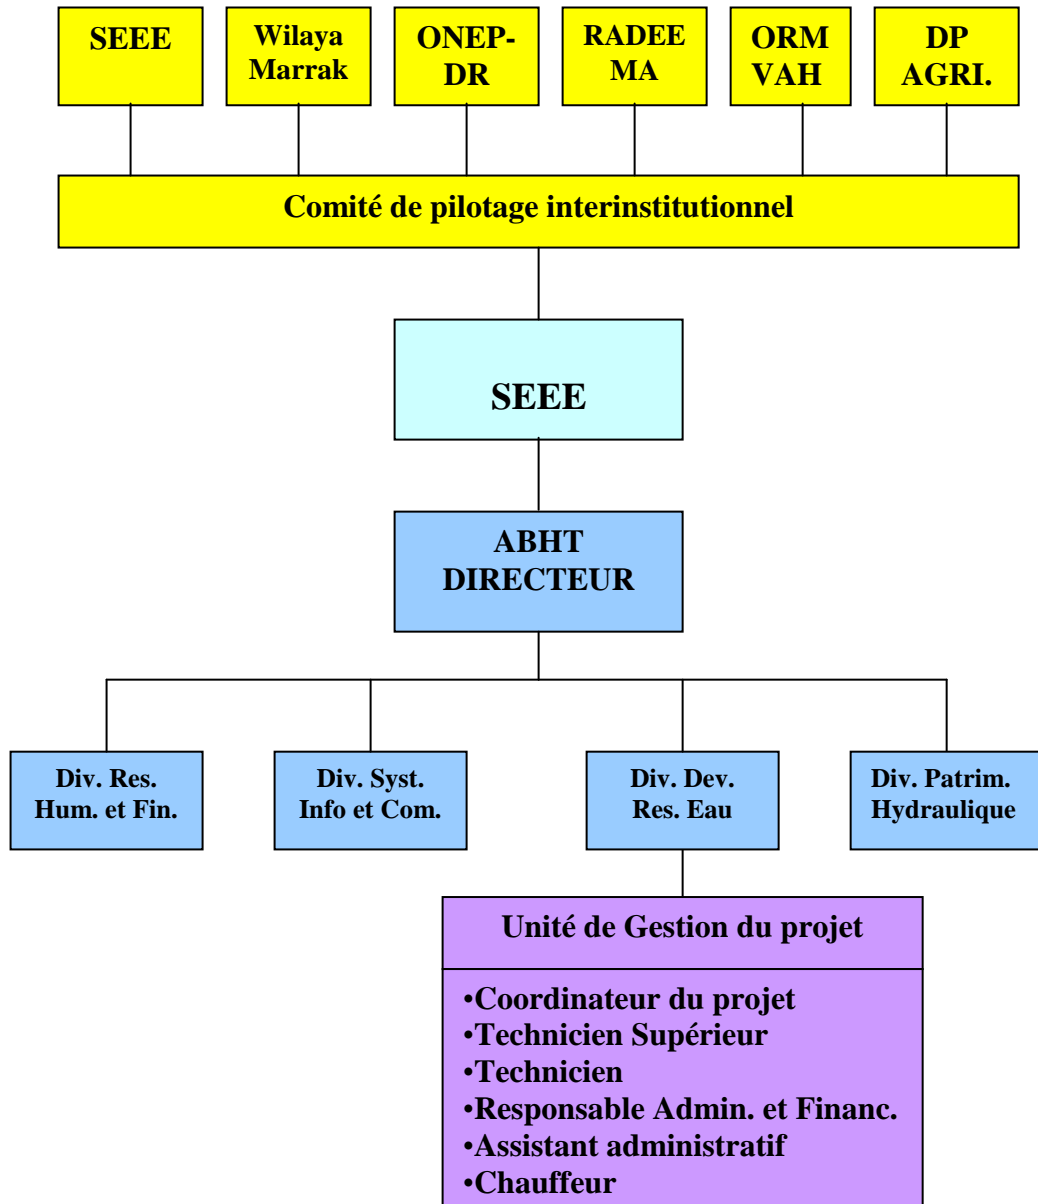 SEEE
Wilaya
Marrak
ONEP-
DR
RADEE
MA
ORM
VAH
DP
AGRI.
Comité de pilotage interinstitutionnel
SEEE
ABHT
DIRECTEUR
Div. Res.
Hum. et Fin.
Div. Syst.
Info et Com.
Div. Dev.
Res. Eau
Div. Patrim.
Hydraulique
Unité de Gestion du projet
•Coordinateur du projet
•Technicien Supérieur
•Technicien
•Responsable Admin. et Financ.
•Assistant administratif
•Chauffeur